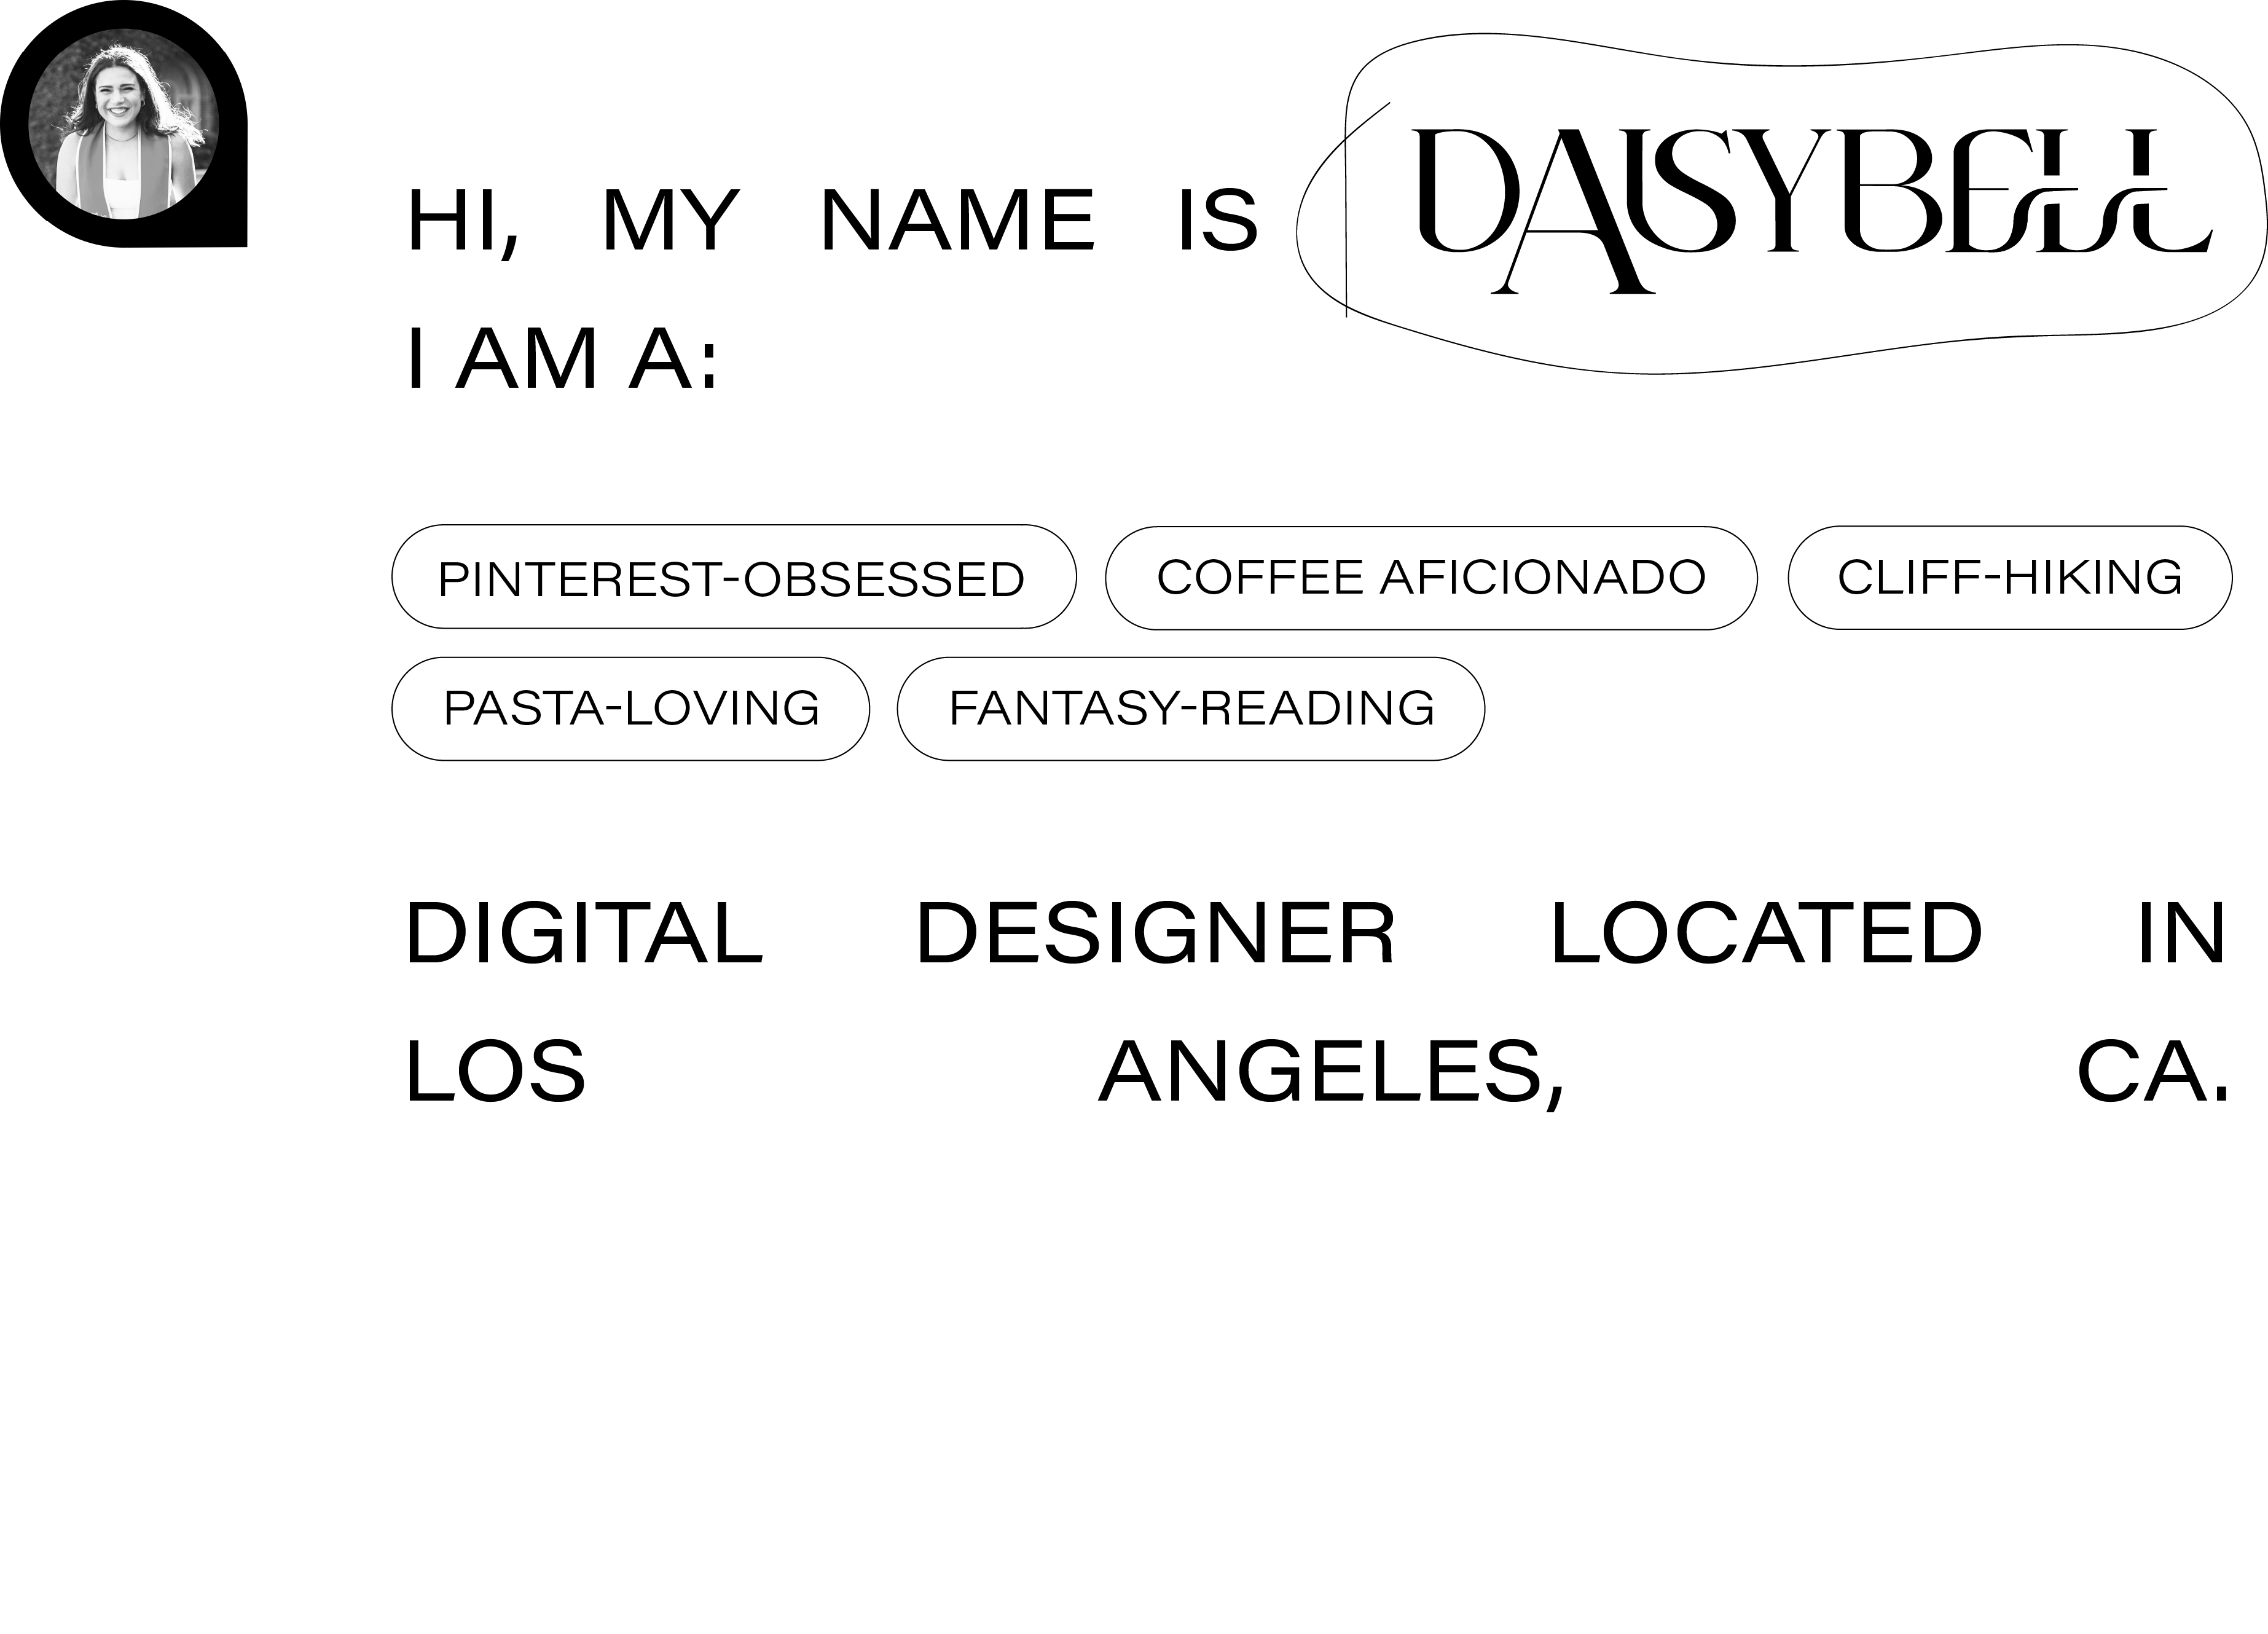 HI, MY NAME IS DAISYBELL
I AM A:
PINTEREST-OBSESSED COFFEE AFICIONADO CLIFF-HIKING
PASTA-LOVING FANTASY-READING
DIGITAL DESIGNER LOCATED IN
LOS ANGELES, CA.